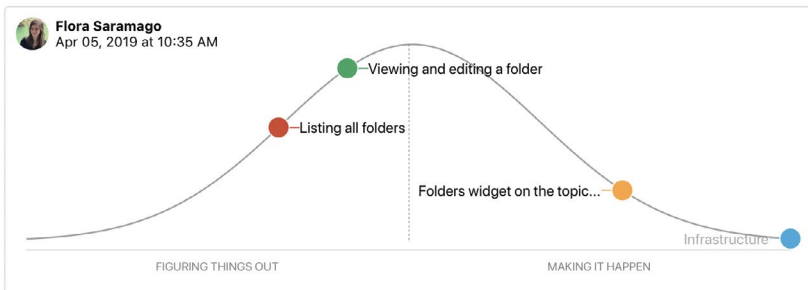 Flora Saramago
Apr 05, 2019 at 10:35 AM
Viewing and editing a folder
Listing all folders
Folders widget on the topic...
Infrastructure
FIGURING THINGS OUT
MAKING IT HAPPEN